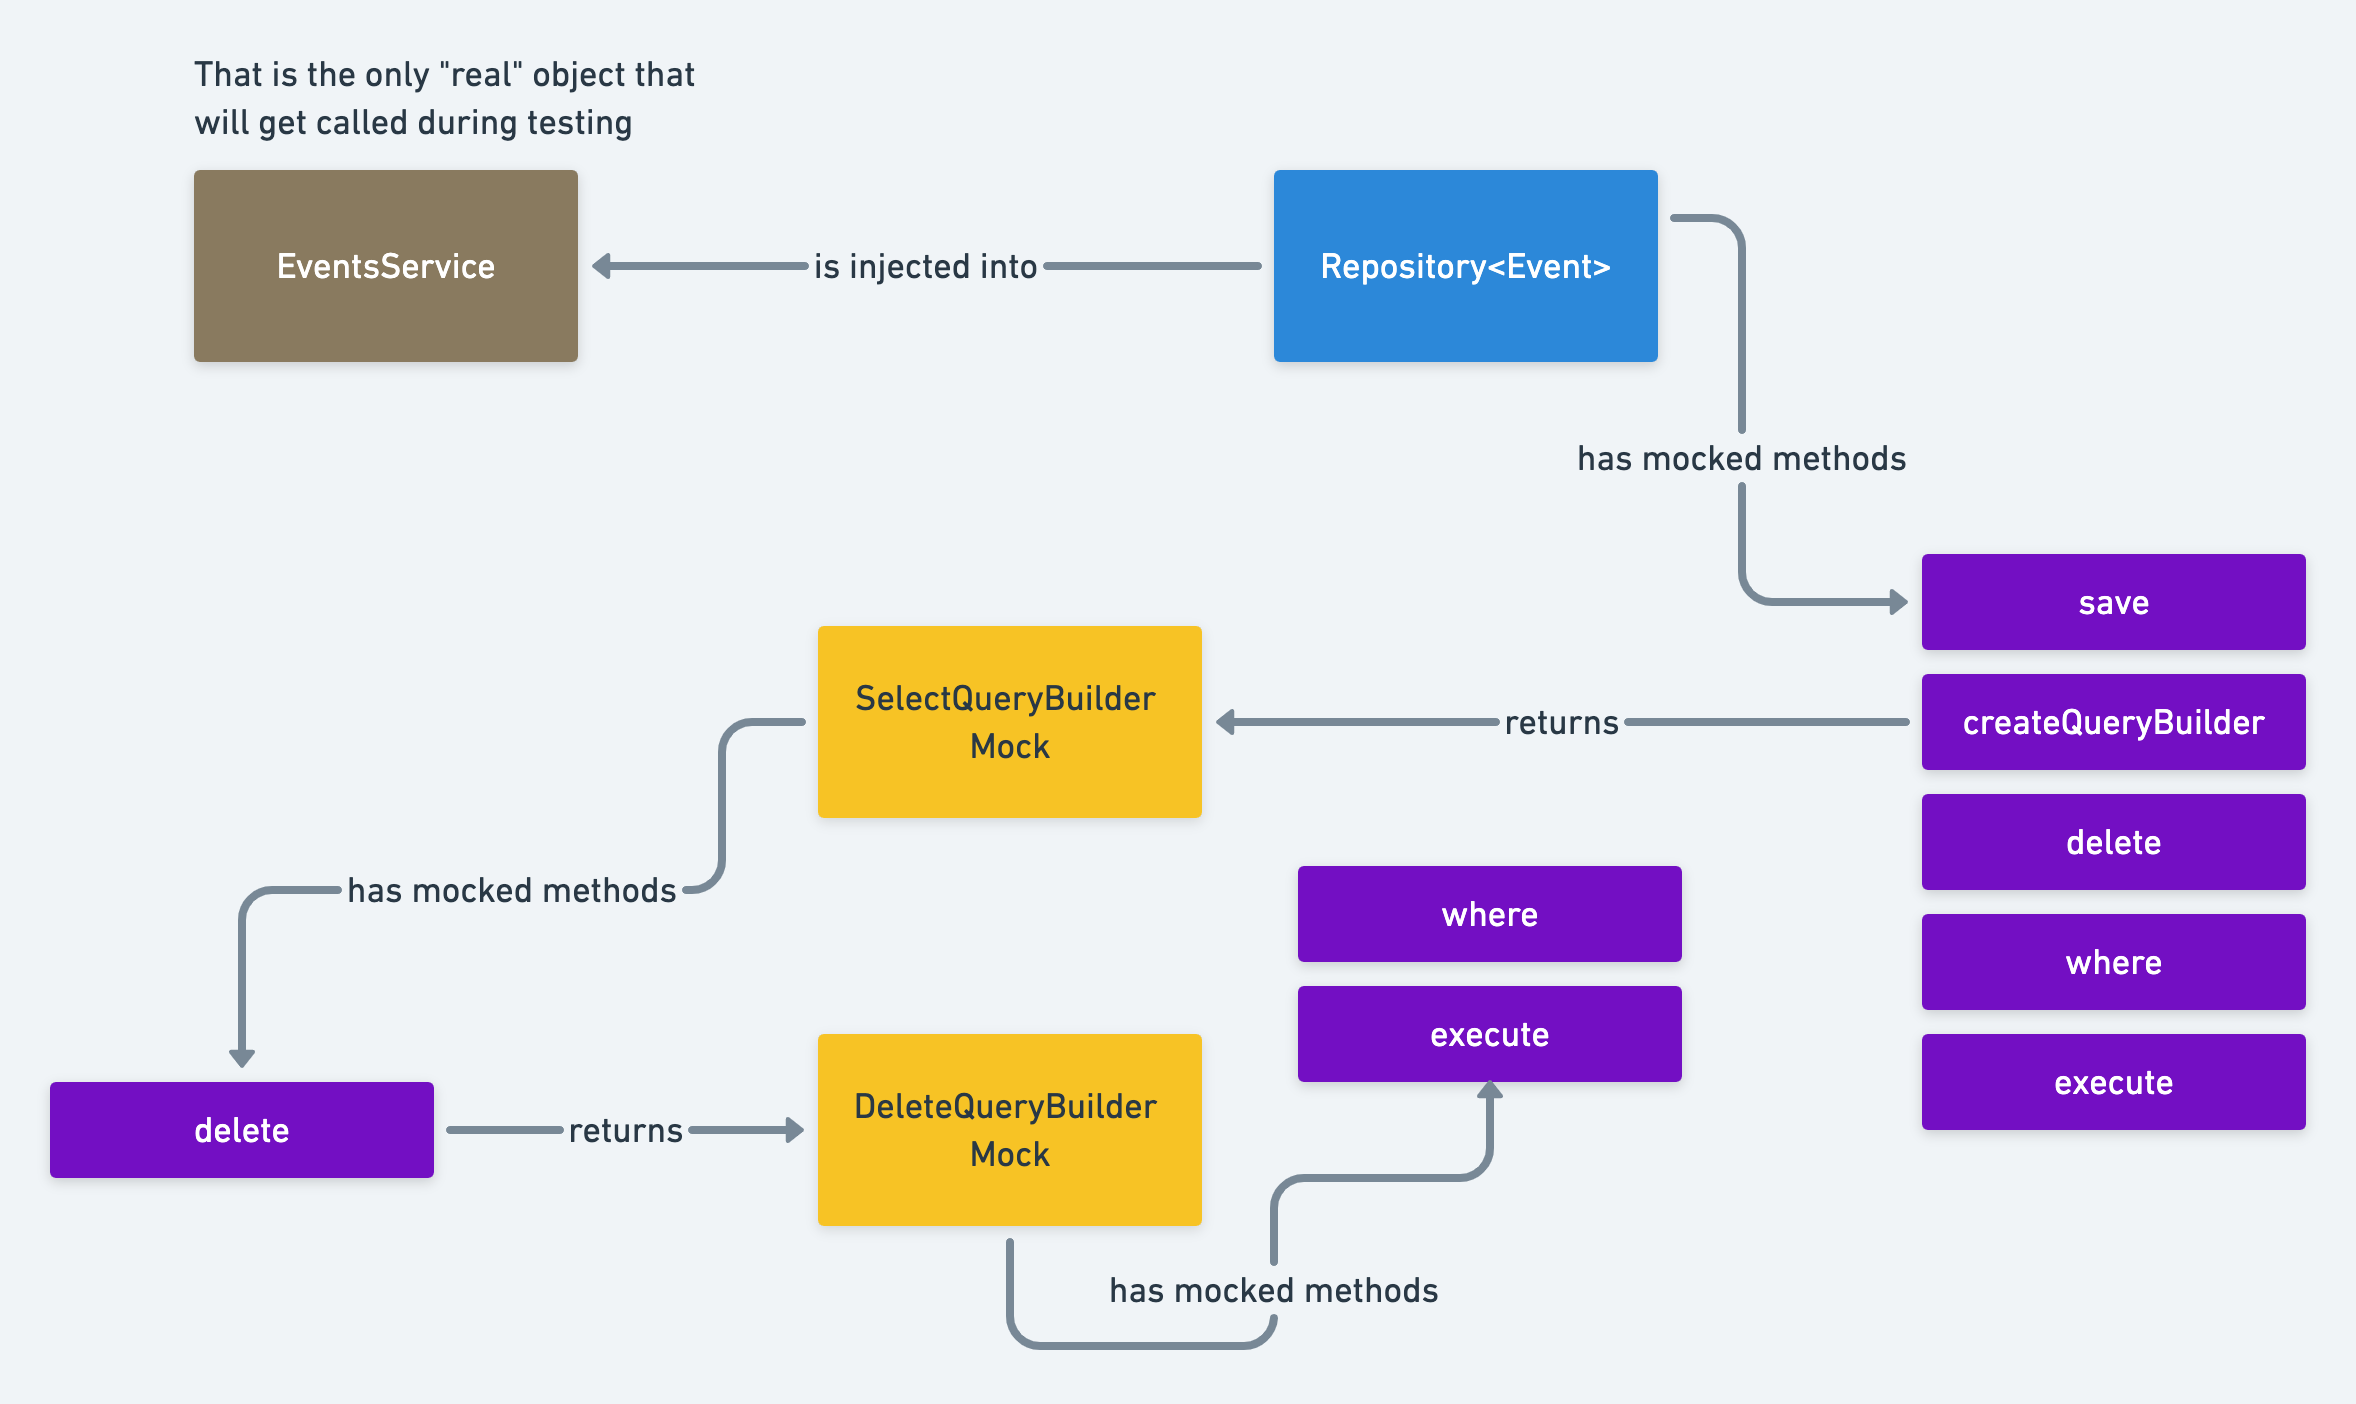 That is the only "real" object that
will get called during testing
EventsService
is injected into
Repository<Event>
has mocked methods
save
createQueryBuilder
delete
where
execute
returns
SelectQueryBuilder
Mock
has mocked methods
delete
returns
DeleteQueryBuilder
Mock
has mocked methods
where
execute